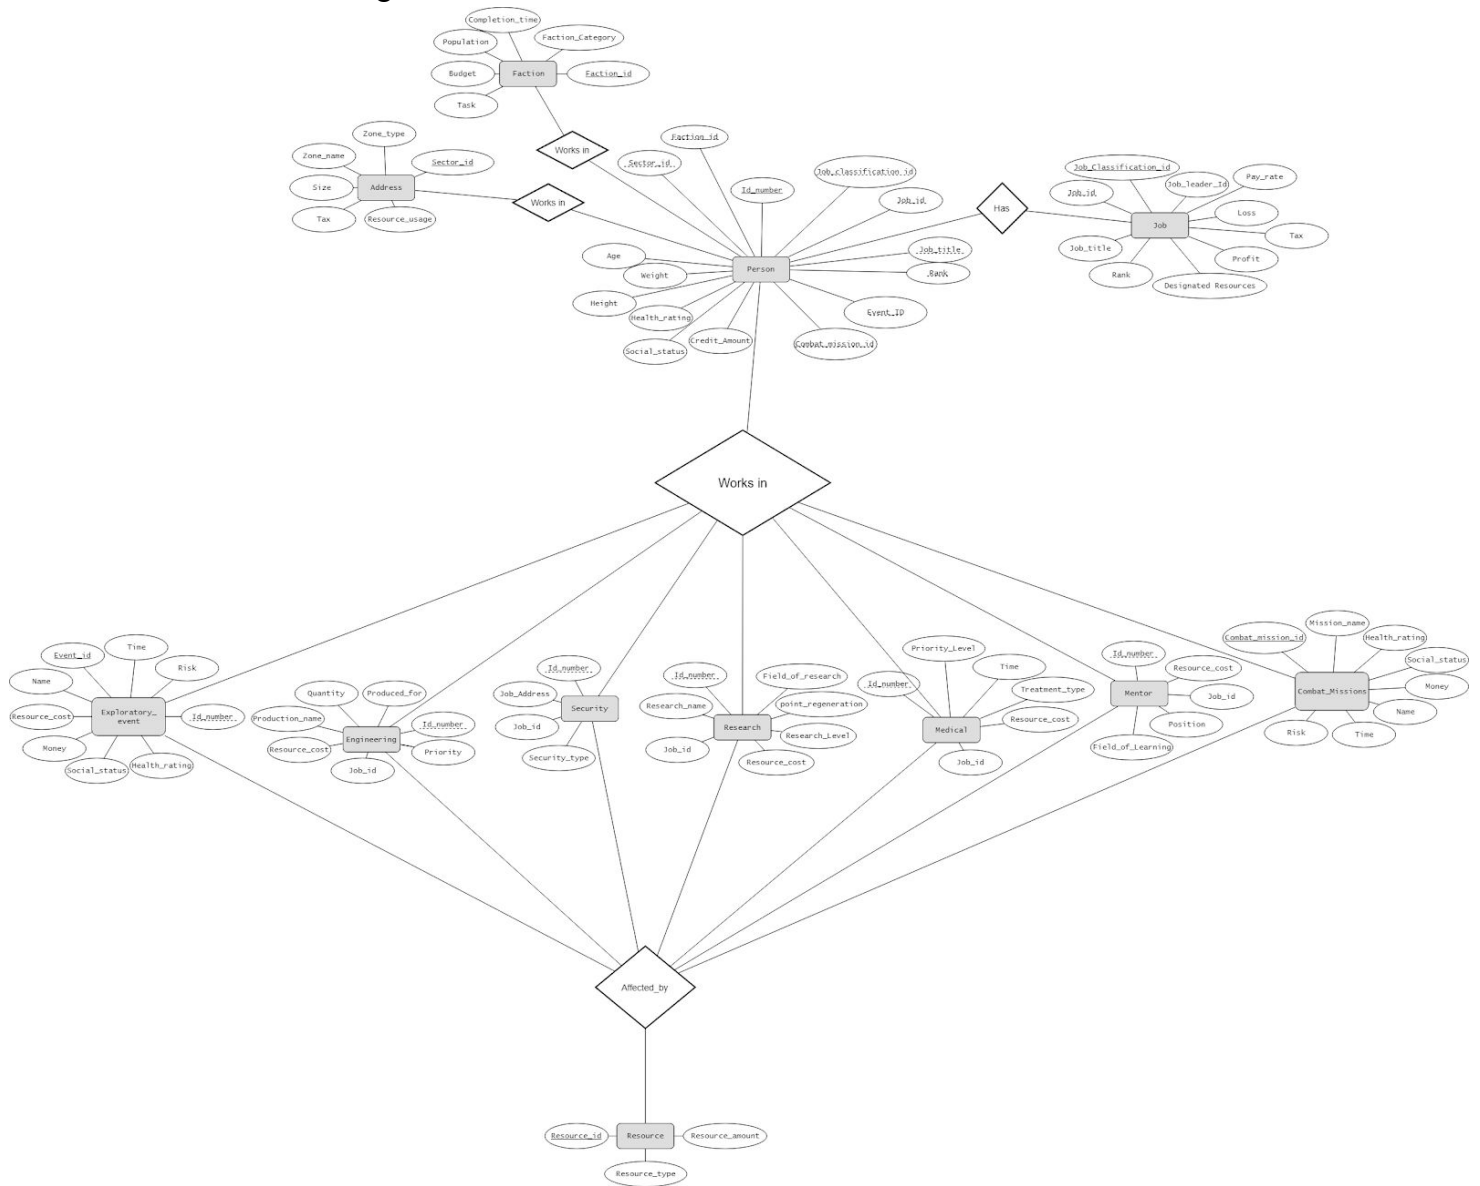 Completion_time
Population
Faction_Category
Budget
Faction
Faction_id
Task
Zone_type
Works in
Faction_id
Zone_name
Sector_id
Sector_id
Job_classification_id
Job_Classification_id
Size
Address
Id_number
Job_id
Job_leader_Id
Pay_rate
Tax
Resource_usage
Works in
Job_id
Has
Loss
Job
Tax
Age
Job_title
Job_title
Weight
Person
Rank
Rank
Profit
Height
Designated Resources
Health_rating
Event_ID
Social_status
Credit_Amount
Combat_mission_id
Works in
Event_id
Time
Risk
Name
Resource_cost
Exploratory_
event
Id_number
Money
Social_status
Health_rating
Quantity
Produced_for
Production_name
Id_number
Resource_cost
Engineering
Priority
Job_id
Id_number
Job_Address
Security
Job_id
Security_type
Id_number
Field_of_research
Research_name
point_regeneration
Research
Research_Level
Job_id
Resource_cost
Priority_Level
Id_number
Time
Treatment_type
Resource_cost
Medical
Job_id
Id_number
Resource_cost
Mentor
Job_id
Position
Field_of_Learning
Combat_mission_id
Mission_name
Health_rating
Social_status
Combat_Missions
Money
Name
Risk
Time
Affected_by
Resource_id
Resource
Resource_amount
Resource_type